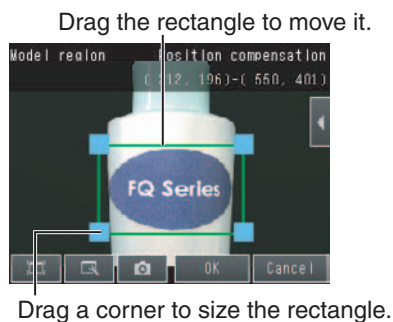 Drag the rectangle to move it.
Model region Position compensation
( 212, 196)-( 550, 401)
FQ Series
OK Cancel
Drag a corner to size the rectangle.